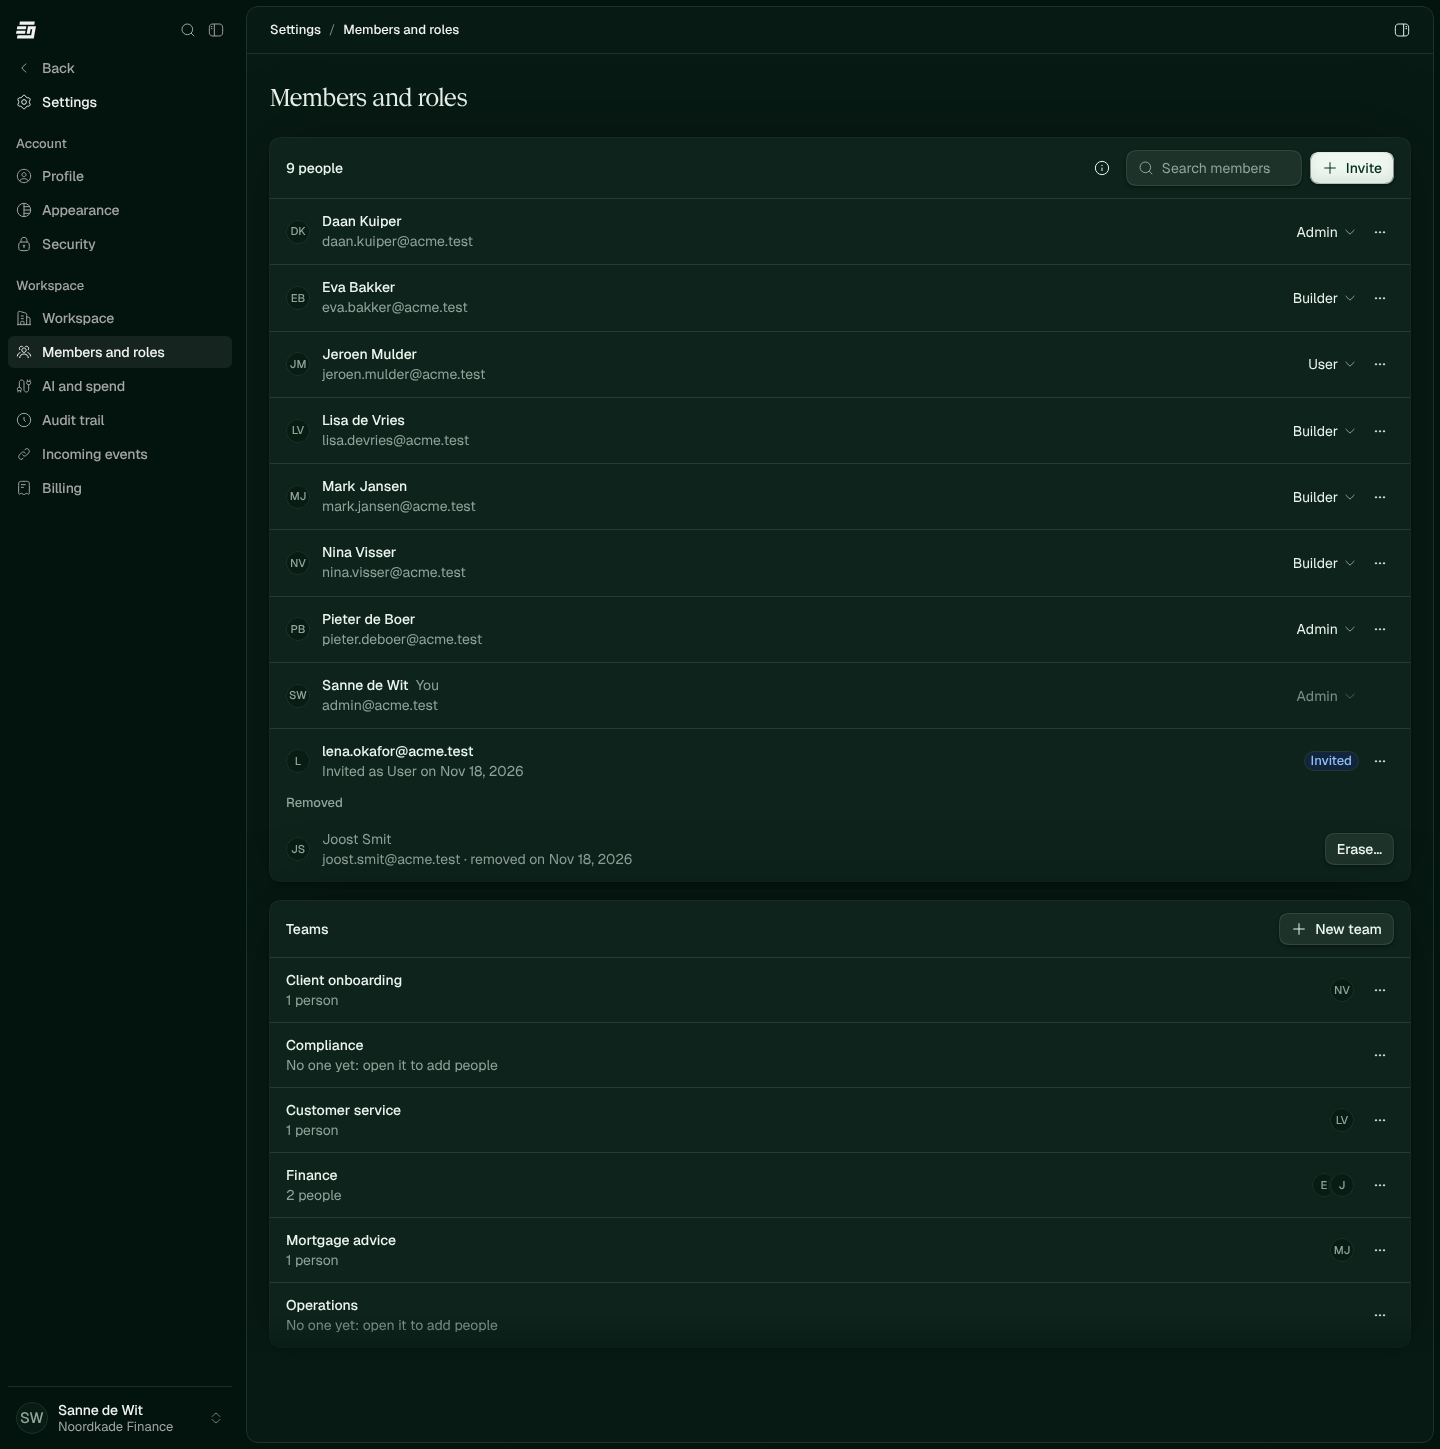 Back
Settings
Account
Profile
Appearance
Security
Workspace
Workspace
Members and roles
AI and spend
Audit trail
Incoming events
Billing
Sanne de Wit
SW
Noordkade Finance
Settings / Members and roles
Members and roles
9 people
Search members
Invite
DK
Daan Kuiper
daan.kuiper@acme.test
Admin
EB
Eva Bakker
eva.bakker@acme.test
Builder
JM
Jeroen Mulder
jeroen.mulder@acme.test
User
LV
Lisa de Vries
lisa.devries@acme.test
Builder
MJ
Mark Jansen
mark.jansen@acme.test
Builder
NV
Nina Visser
nina.visser@acme.test
Builder
PB
Pieter de Boer
pieter.deboer@acme.test
Admin
SW
Sanne de Wit You
admin@acme.test
Admin
L
lena.okafor@acme.test
Invited as User on Nov 18, 2026
Invited
Removed
JS
Joost Smit
joost.smit@acme.test · removed on Nov 18, 2026
Erase...
Teams
New team
Client onboarding
1 person
NV
Compliance
No one yet: open it to add people
Customer service
1 person
LV
Finance
2 people
E J
Mortgage advice
1 person
MJ
Operations
No one yet: open it to add people